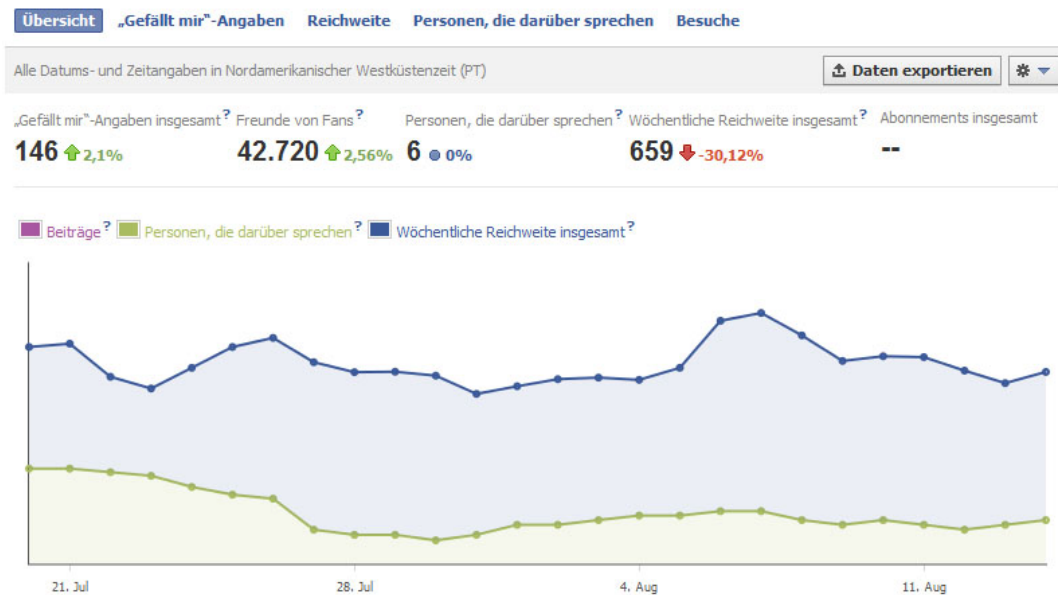 Übersicht „Gefällt mir"-Angaben Reichweite Personen, die darüber sprechen Besuche
Alle Datums- und Zeitangaben in Nordamerikanischer Westküstenzeit (PT) Daten exportieren
„Gefällt mir"-Angaben insgesamt? Freunde von Fans? Personen, die darüber sprechen? Wöchentliche Reichweite insgesamt? Abonnements insgesamt
146 2,1% 42.720 2,56% 6 0% 659 -30,12% --
Beiträge? Personen, die darüber sprechen? Wöchentliche Reichweite insgesamt?
21. Jul 28. Jul 4. Aug 11. Aug